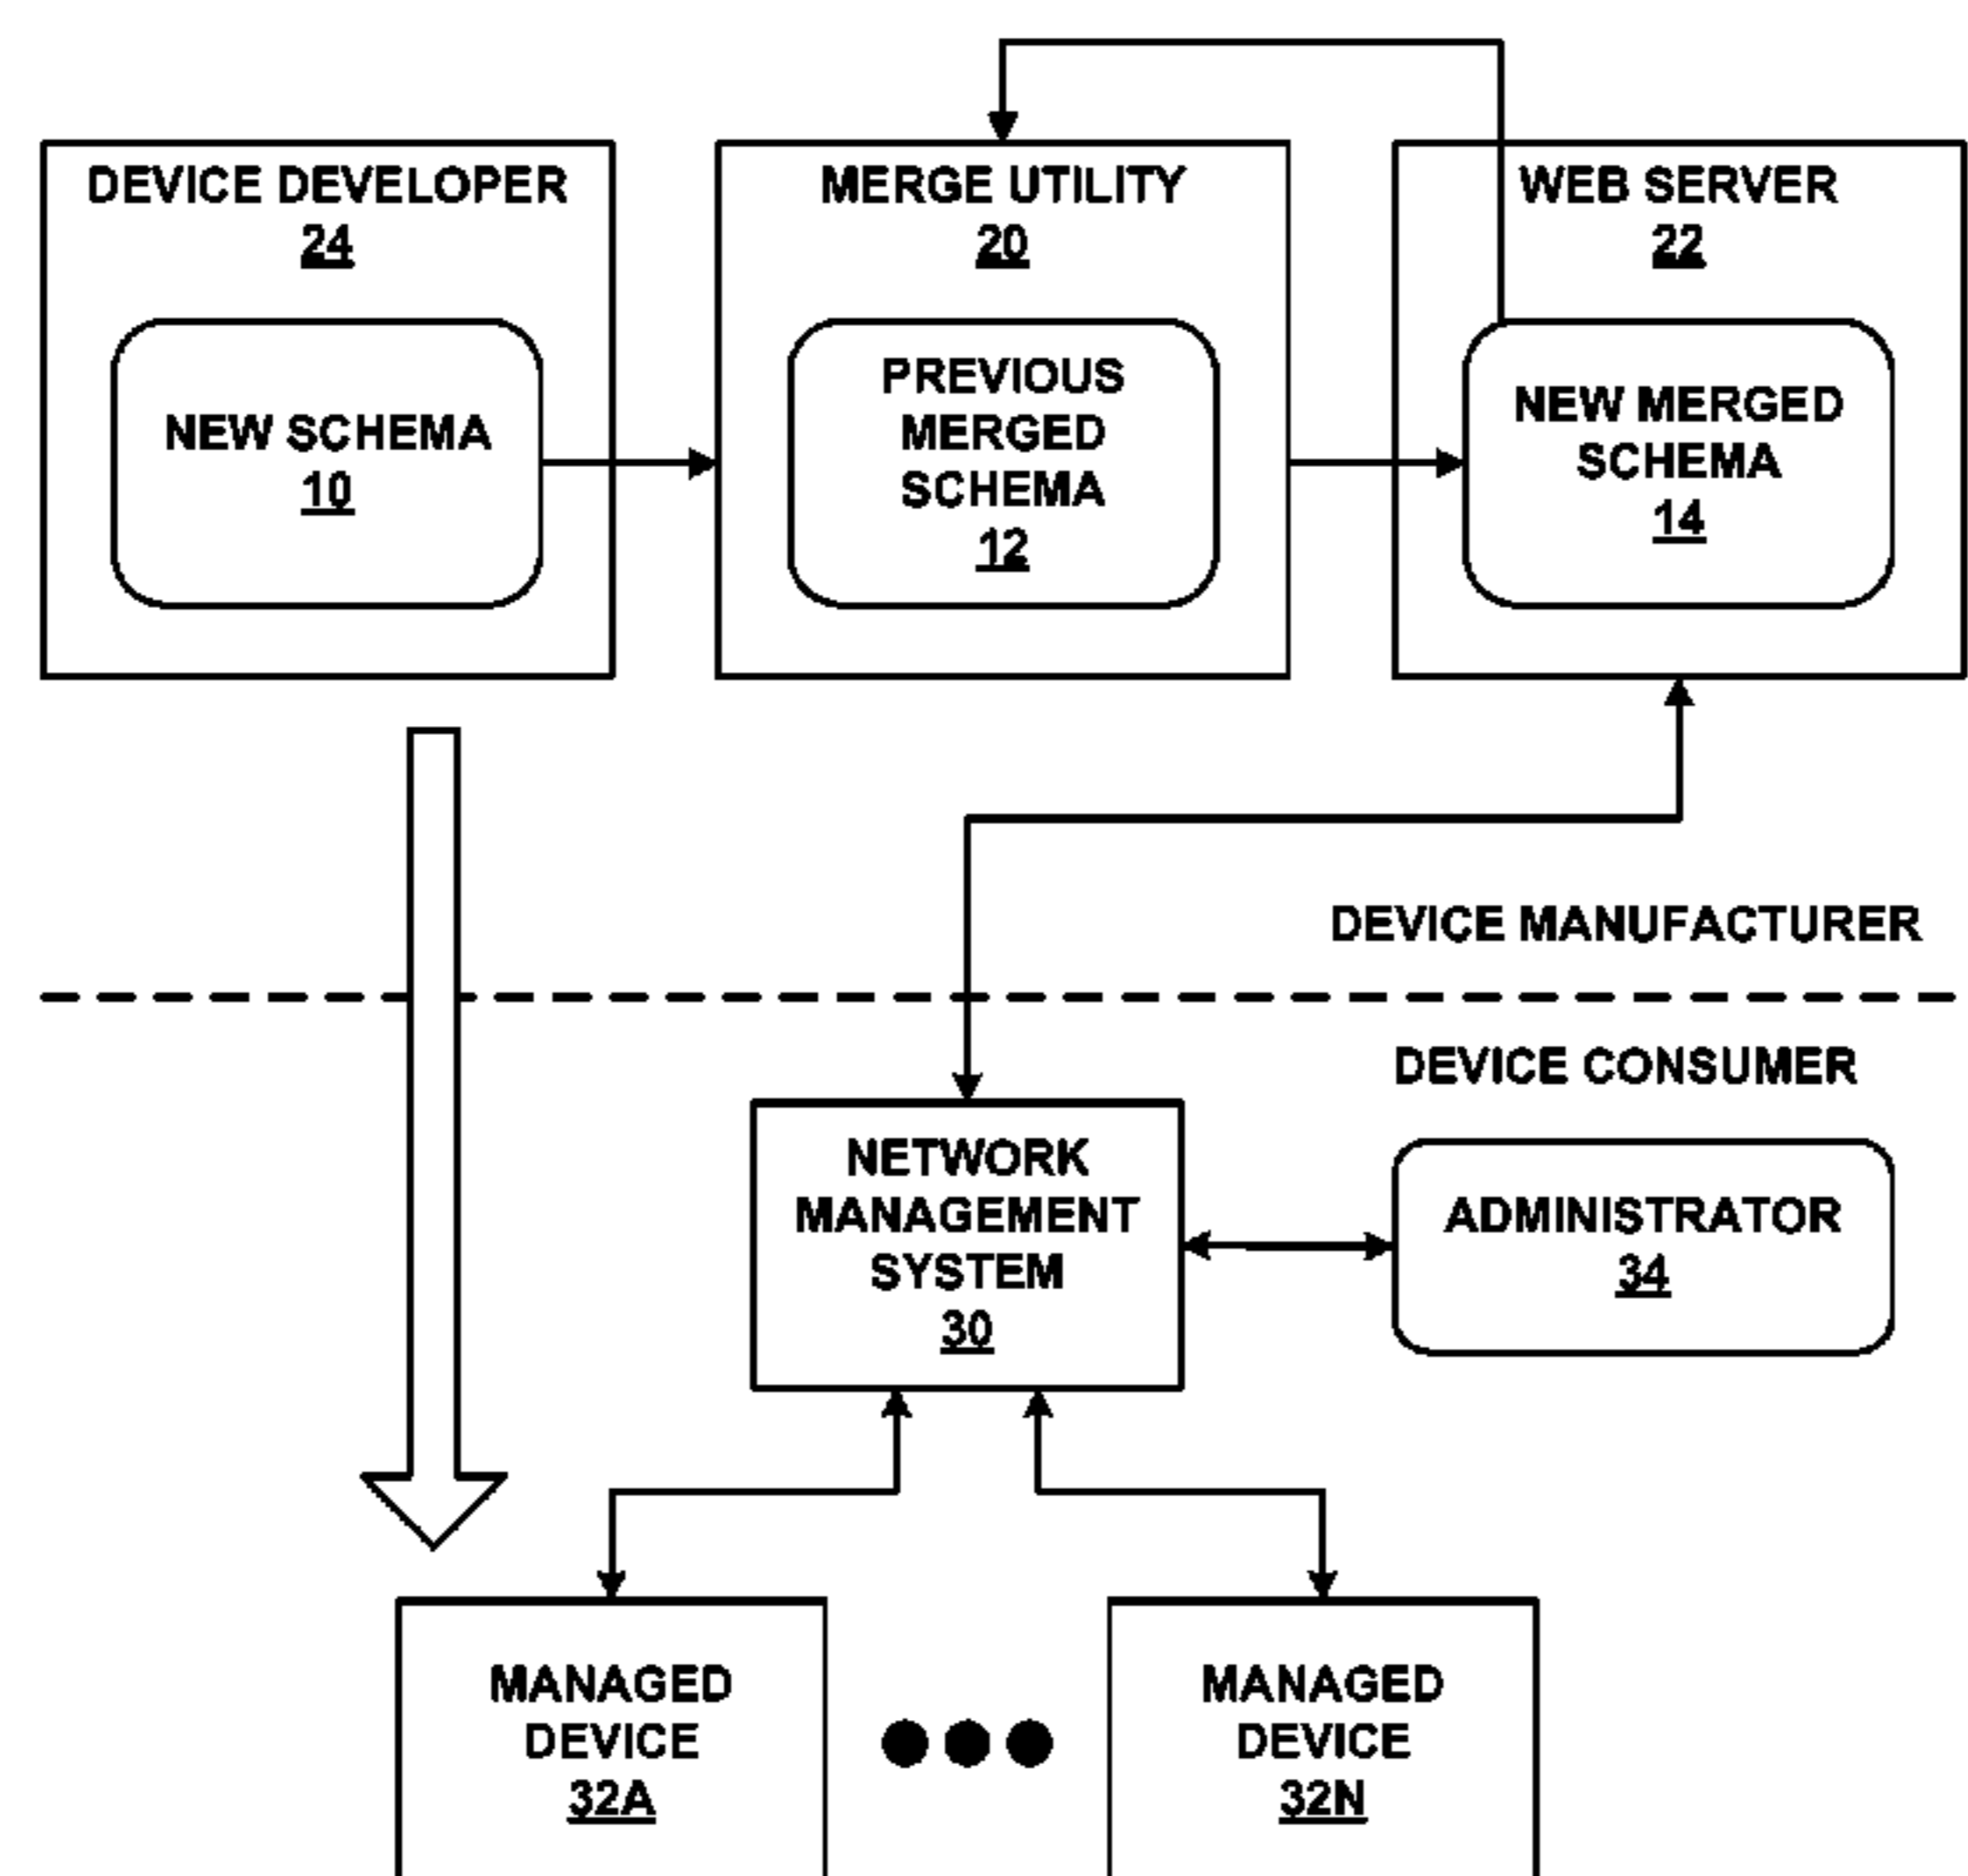 DEVICE DEVELOPER
24
NEW SCHEMA
10
MERGE UTILITY
20
PREVIOUS
MERGED
SCHEMA
12
WEB SERVER
22
NEW MERGED
SCHEMA
14
DEVICE MANUFACTURER
DEVICE CONSUMER
NETWORK
MANAGEMENT
SYSTEM
30
ADMINISTRATOR
34
MANAGED
DEVICE
32A
MANAGED
DEVICE
32N